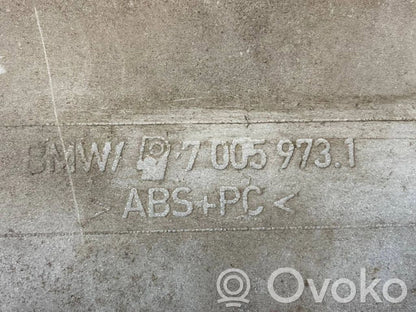 BMW/ 7 005 973.1
> ABS+PC <
Ovoko